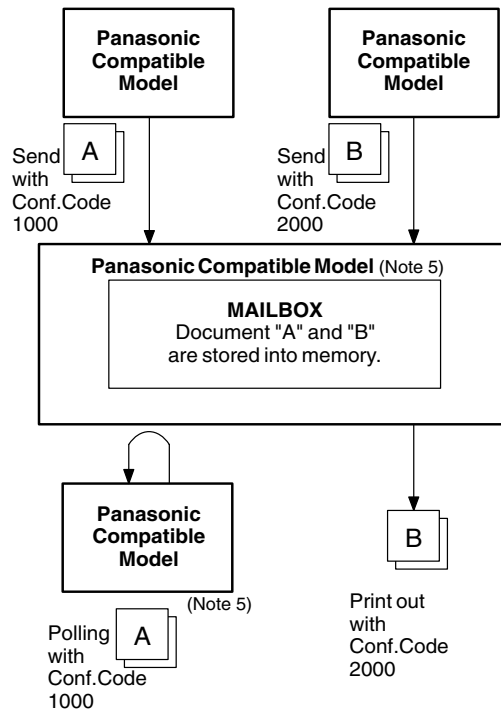 Panasonic
Compatible
Model
Panasonic
Compatible
Model
A
Send
with
Conf.Code
1000
B
Send
with
Conf.Code
2000
Panasonic Compatible Model (Note 5)
MAILBOX
Document "A" and "B"
are stored into memory.
Panasonic
Compatible
Model
(Note 5)
A
Polling
with
Conf.Code
1000
B
Print out
with
Conf.Code
2000